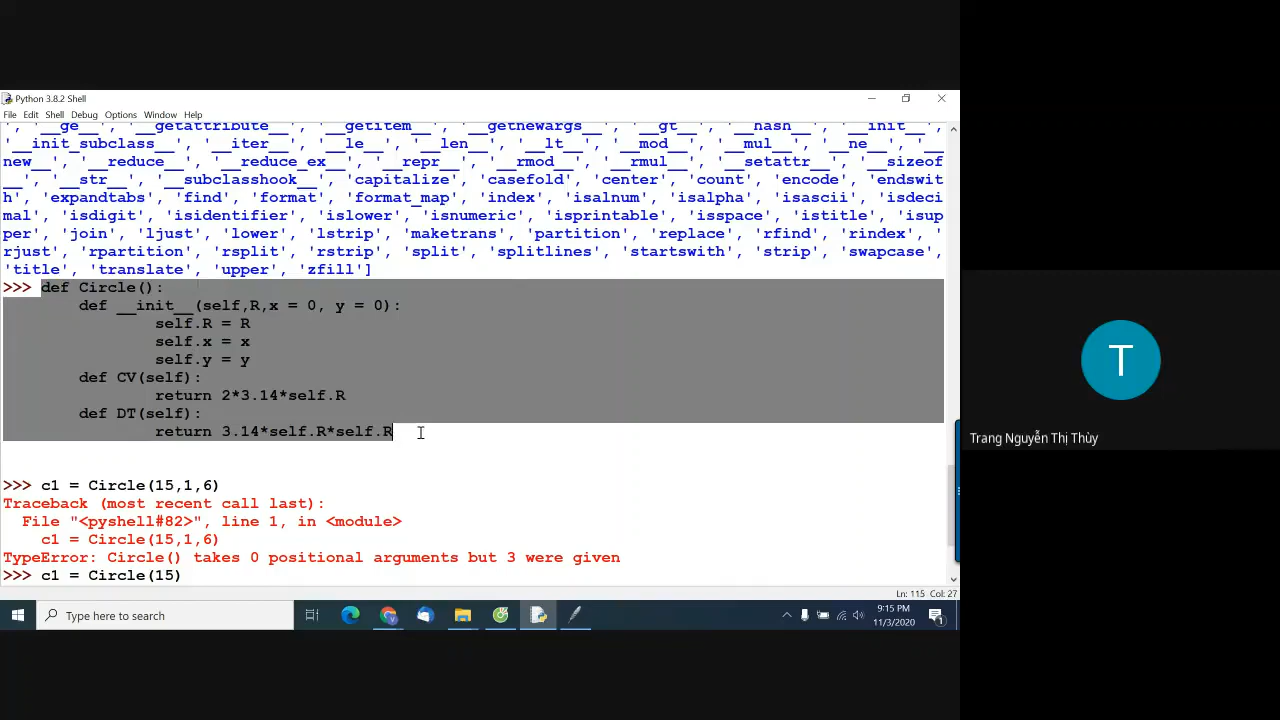 Python 3.8.2 Shell
File Edit Shell Debug Options Window Help
', '__ge__', '__getattribute__', '__getitem__', '__getnewargs__', '__gt__', '__hash__', '__init__',
'__init_subclass__', '__iter__', '__le__', '__len__', '__lt__', '__mod__', '__mul__', '__ne__', '__
new__', '__reduce__', '__reduce_ex__', '__repr__', '__rmod__', '__rmul__', '__setattr__', '__sizeof
__', '__str__', '__subclasshook__', 'capitalize', 'casefold', 'center', 'count', 'encode', 'endswit
h', 'expandtabs', 'find', 'format', 'format_map', 'index', 'isalnum', 'isalpha', 'isascii', 'isdeci
mal', 'isdigit', 'isidentifier', 'islower', 'isnumeric', 'isprintable', 'isspace', 'istitle', 'isup
per', 'join', 'ljust', 'lower', 'lstrip', 'maketrans', 'partition', 'replace', 'rfind', 'rindex', '
rjust', 'rpartition', 'rsplit', 'rstrip', 'split', 'splitlines', 'startswith', 'strip', 'swapcase',
'title', 'translate', 'upper', 'zfill']
>>> def Circle():
def __init__(self,R,x = 0, y = 0):
self.R = R
self.x = x
self.y = y
def CV(self):
return 2*3.14*self.R
def DT(self):
return 3.14*self.R*self.R
>>> c1 = Circle(15,1,6)
Traceback (most recent call last):
File "<pyshell#82>", line 1, in <module>
c1 = Circle(15,1,6)
TypeError: Circle() takes 0 positional arguments but 3 were given
>>> c1 = Circle(15)
Ln: 115 Col: 27
Type here to search
9:15 PM
11/3/2020
1
T
Trang Nguyễn Thị Thùy